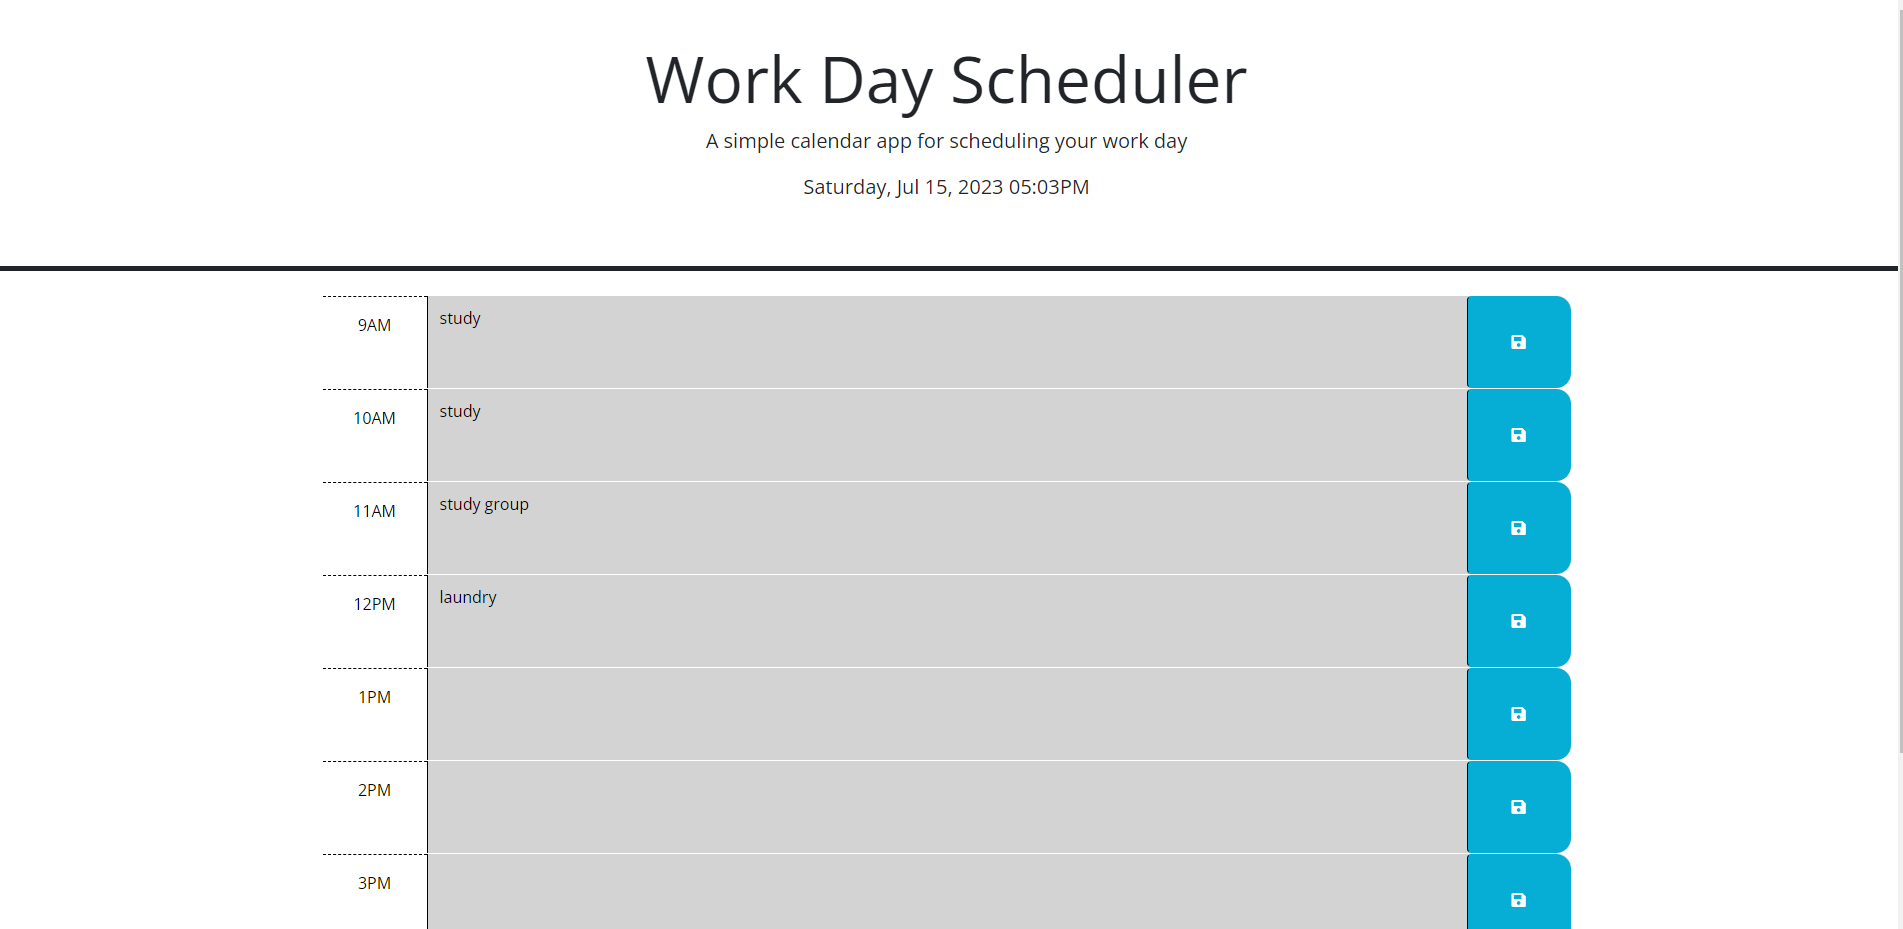 Work Day Scheduler
A simple calendar app for scheduling your work day
Saturday, Jul 15, 2023 05:03PM
9AM study
10AM study
11AM study group
12PM laundry
1PM
2PM
3PM